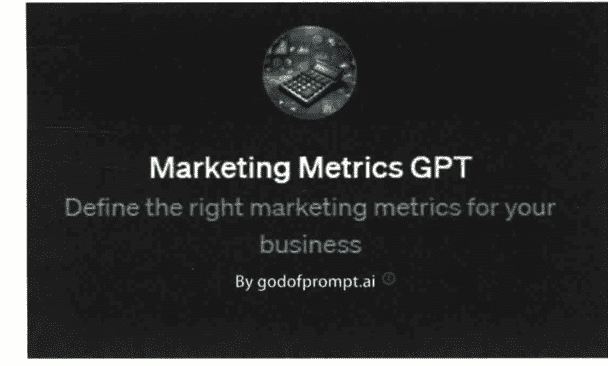 Marketing Metrics GPT
Define the right marketing metrics for your
business
By godofprompt.ai